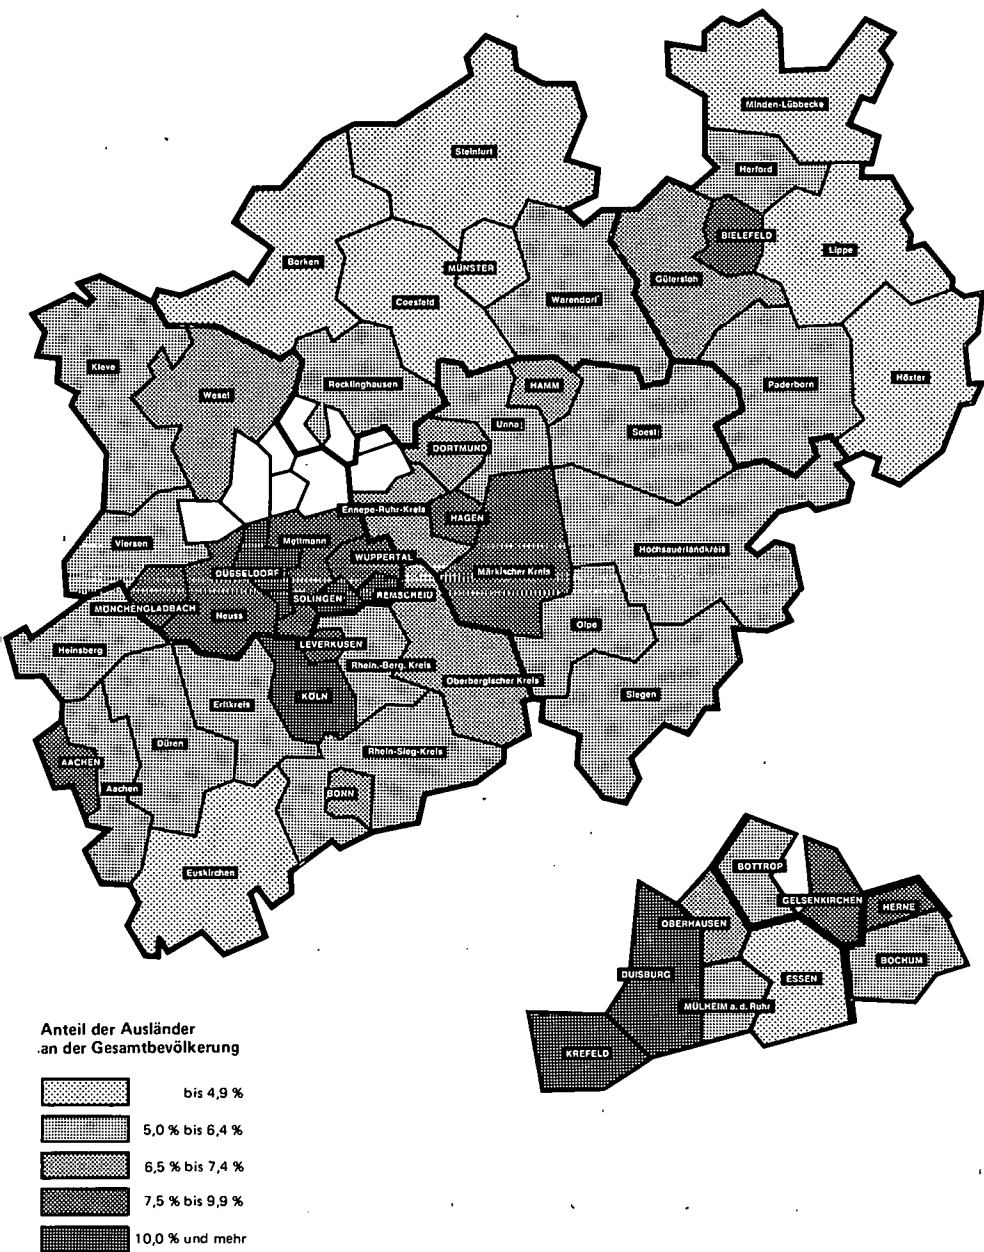 Minden-Lübbecke
Steinfurt
Herford
BIELEFELD
Lippe
Borken
MÜNSTER
Gütersloh
Coesfeld
Warendorf
Kleve
Wesel
Recklinghausen
HAMM
Paderborn
Höxter
Unna
Soest
DORTMUND
Ennepe-Ruhr-Kreis
HAGEN
Viersen
Mettmann
Hochsauerlandkreis
WUPPERTAL
DÜSSELDORF
Märkischer Kreis
SOLINGEN
REMSCHEID
MÖNCHENGLADBACH
Neuss
Olpe
LEVERKUSEN
Heinsberg
Rhein.-Berg. Kreis
Oberbergischer Kreis
KÖLN
Siegen
Erftkreis
Düren
Rhein-Sieg-Kreis
AACHEN
Aachen
BONN
Euskirchen
BOTTROP
GELSENKIRCHEN
HERNE
OBERHAUSEN
BOCHUM
DUISBURG
ESSEN
MÜLHEIM a. d. Ruhr
KREFELD
Anteil der Ausländer
an der Gesamtbevölkerung
bis 4,9 %
5,0 % bis 6,4 %
6,5 % bis 7,4 %
7,5 % bis 9,9 %
10,0 % und mehr